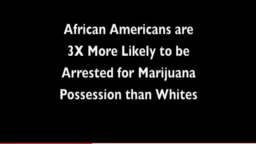 African Americans are
3X More Likely to be
Arrested for Marijuana
Possession than Whites